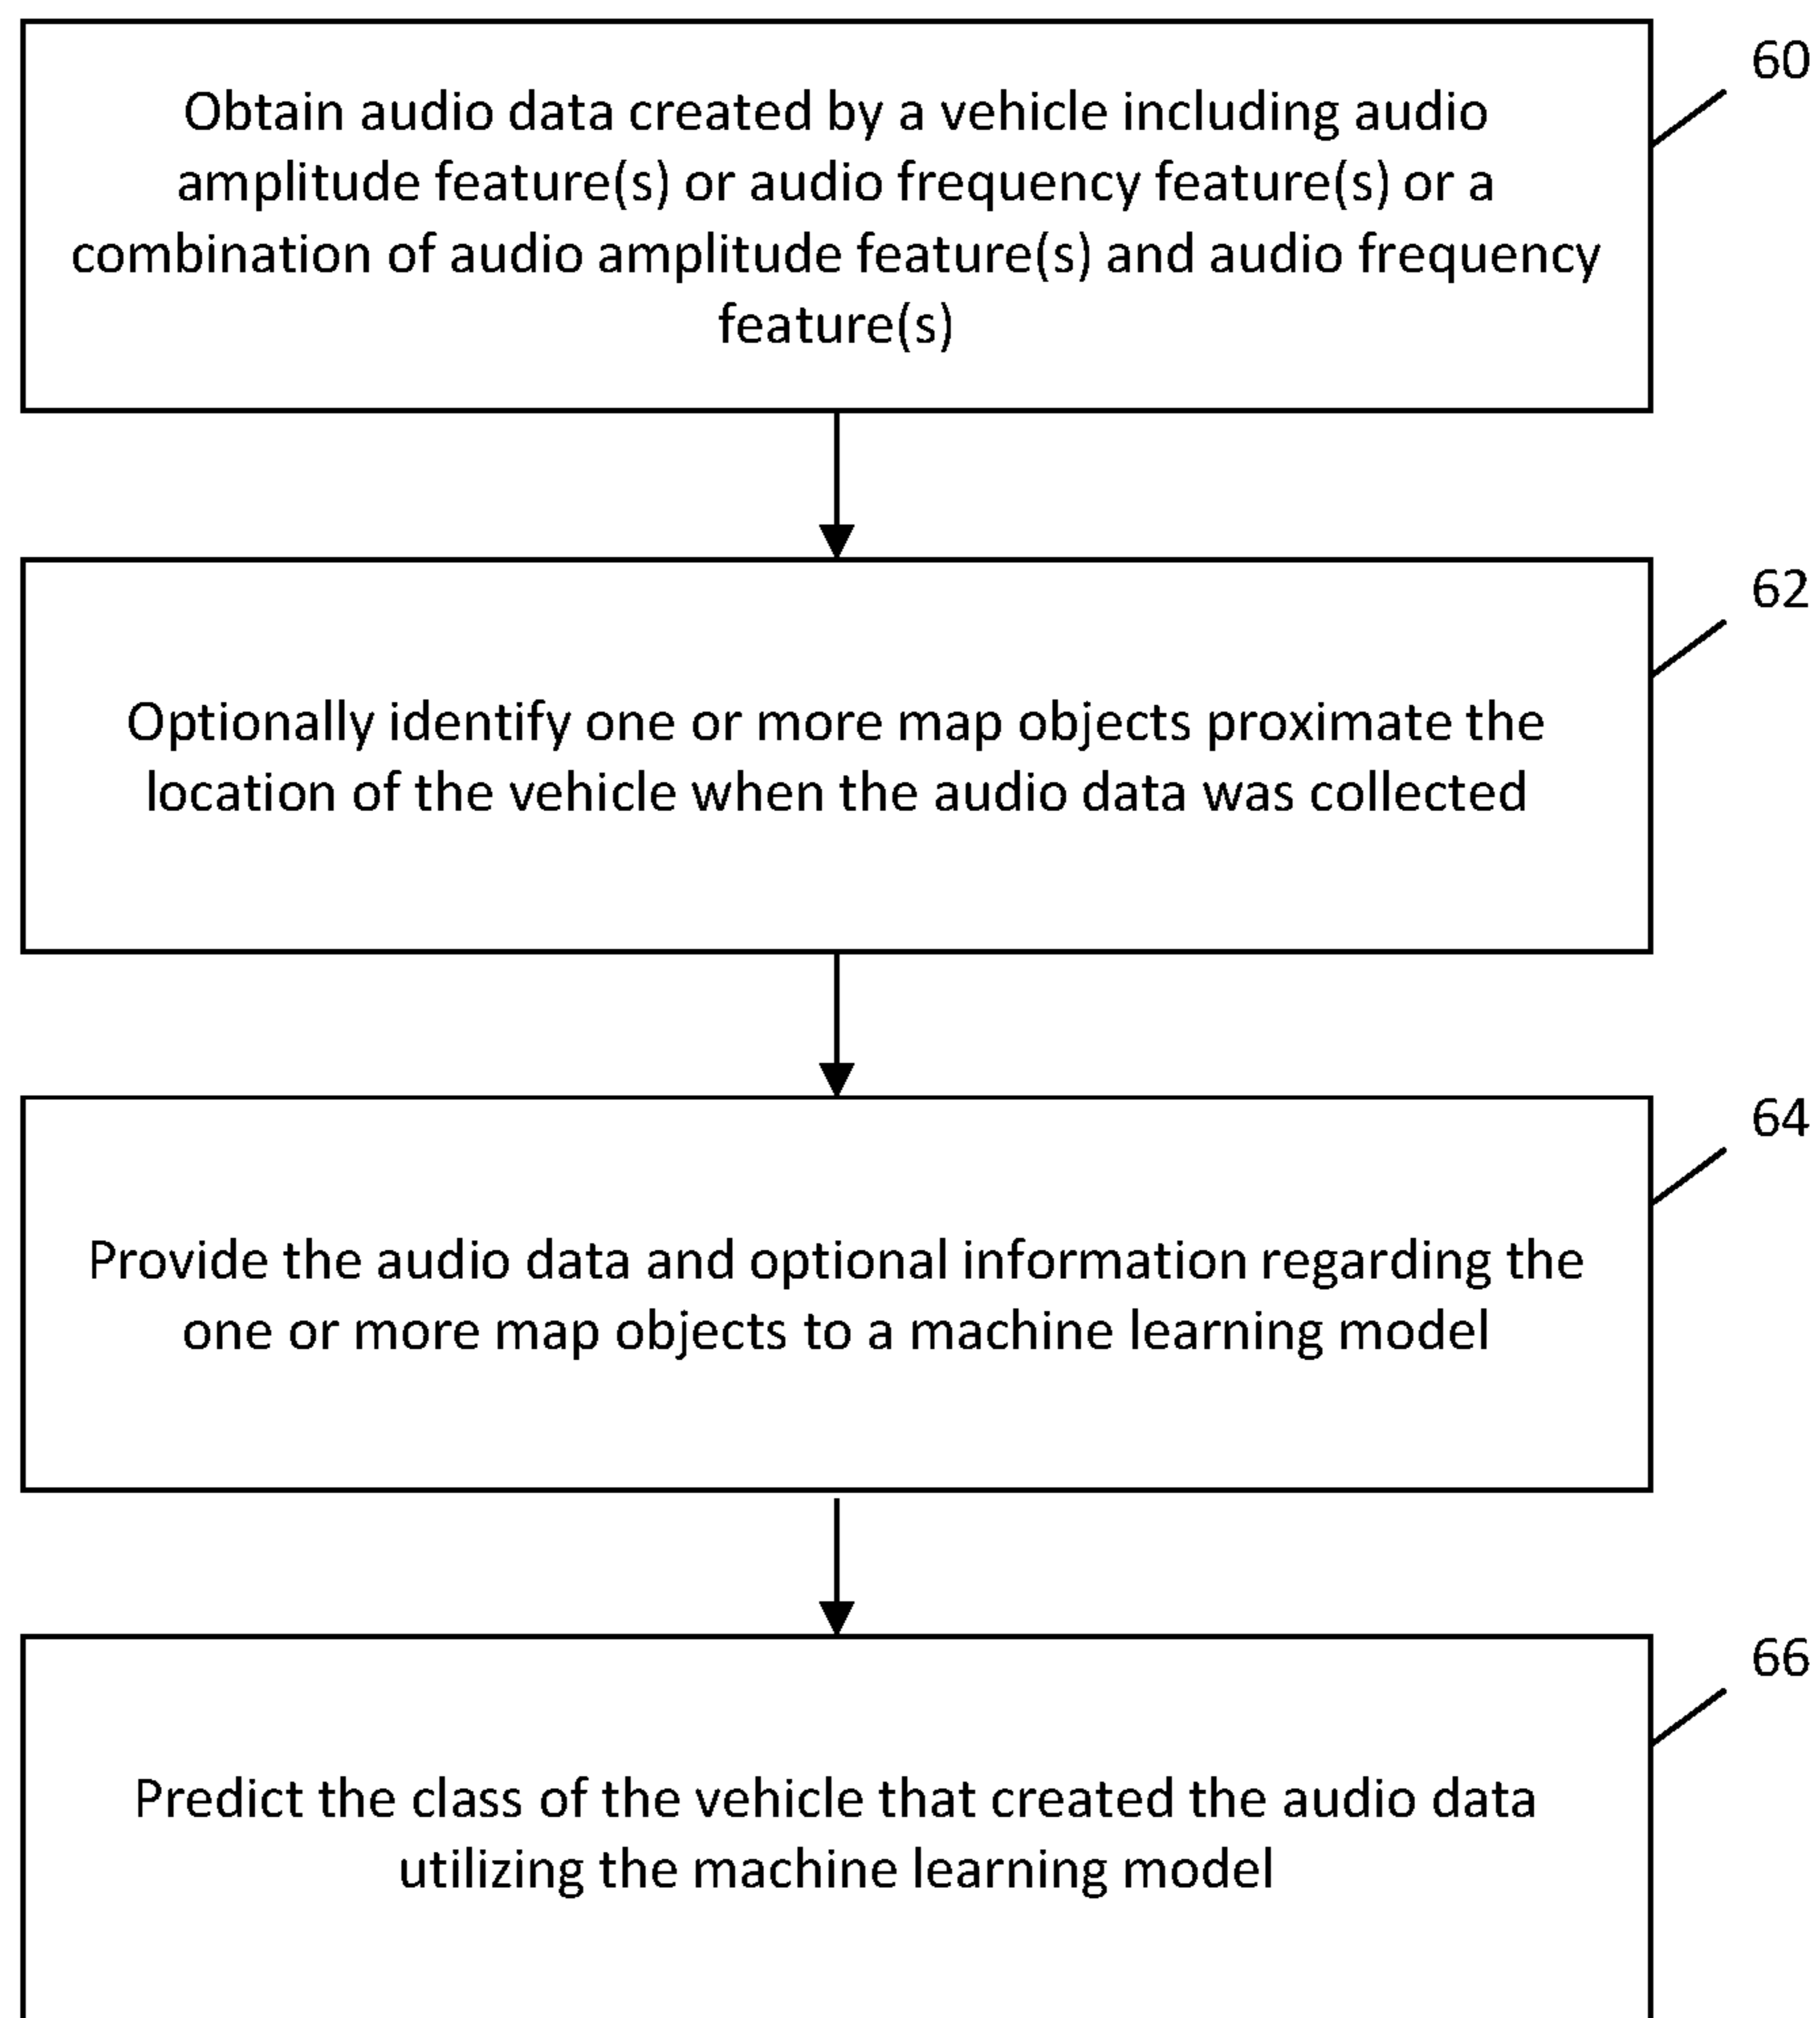 60
Obtain audio data created by a vehicle including audio
amplitude feature(s) or audio frequency feature(s) or a
combination of audio amplitude feature(s) and audio frequency
feature(s)
62
Optionally identify one or more map objects proximate the
location of the vehicle when the audio data was collected
64
Provide the audio data and optional information regarding the
one or more map objects to a machine learning model
66
Predict the class of the vehicle that created the audio data
utilizing the machine learning model